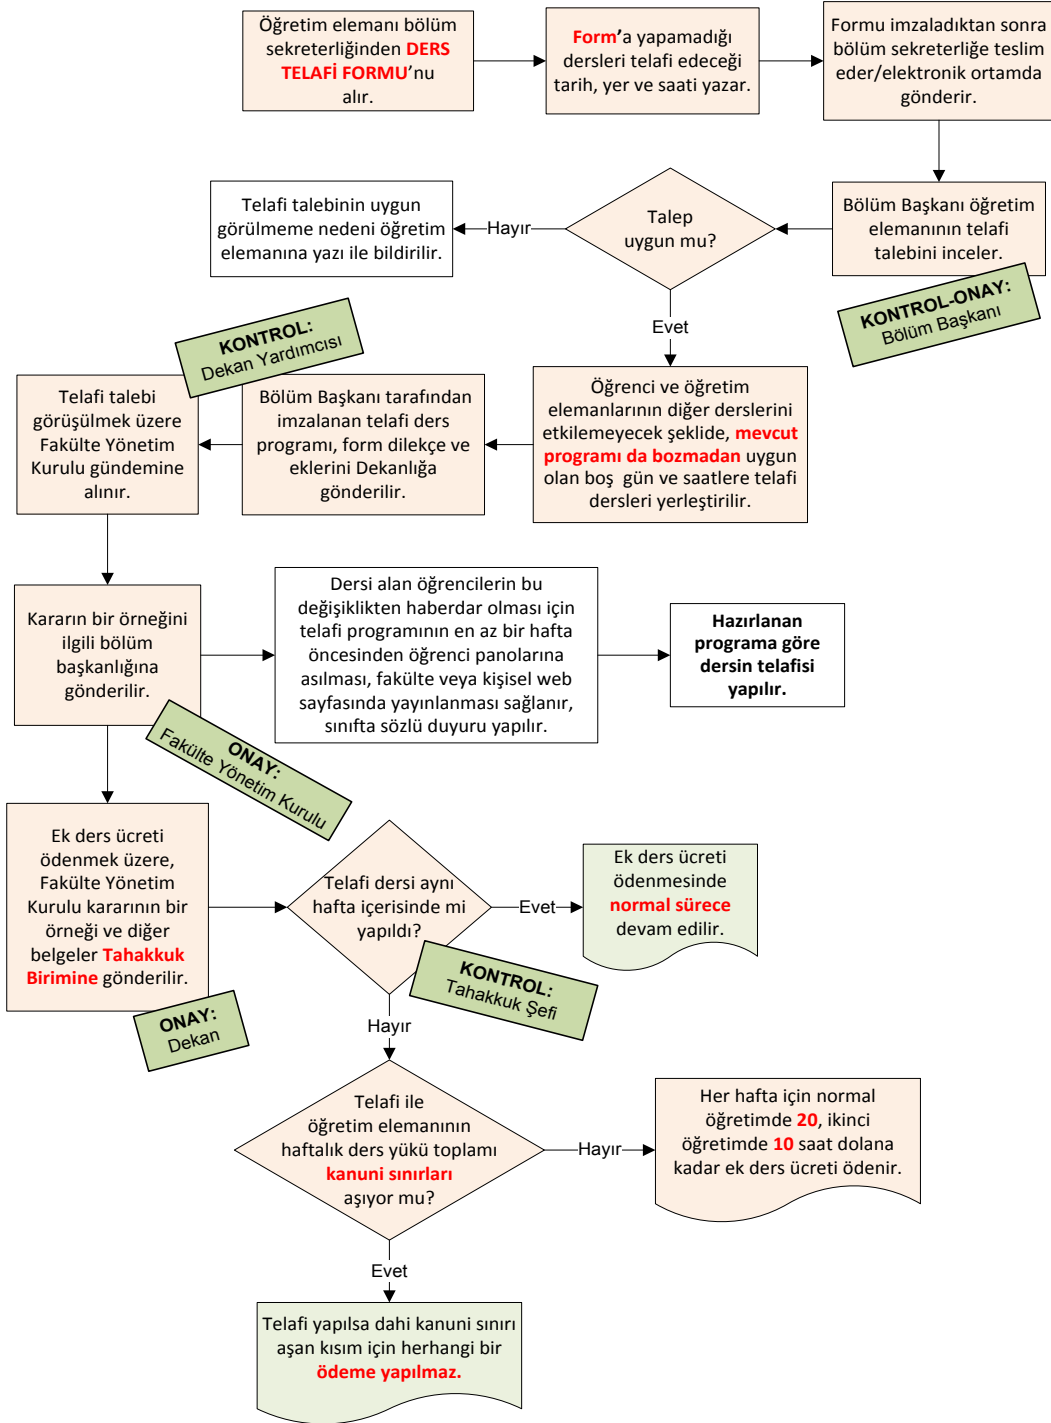 Öğretim elemanı bölüm
sekreterliğinden DERS
TELAFİ FORMU'nu
alır.
Form'a yapamadığı
dersleri telafi edeceği
tarih, yer ve saati yazar.
Formu imzaladıktan sonra
bölüm sekreterliğe teslim
eder/elektronik ortamda
gönderir.
Telafi talebinin uygun
görülmeme nedeni öğretim
elemanına yazı ile bildirilir.
Hayır
Talep
uygun mu?
Bölüm Başkanı öğretim
elemanının telafi
talebini inceler.
KONTROL-ONAY:
Bölüm Başkanı
Evet
KONTROL:
Dekan Yardımcısı
Telafi talebi
görüşülmek üzere
Fakülte Yönetim
Kurulu gündemine
alınır.
Bölüm Başkanı tarafından
imzalanan telafi ders
programı, form dilekçe ve
eklerini Dekanlığa
gönderilir.
Öğrenci ve öğretim
elemanlarının diğer derslerini
etkilemeyecek şeklide, mevcut
programı da bozmadan uygun
olan boş gün ve saatlere telafi
dersleri yerleştirilir.
Kararın bir örneğini
ilgili bölüm
başkanlığına
gönderilir.
Dersi alan öğrencilerin bu
değişiklikten haberdar olması için
telafi programının en az bir hafta
öncesinden öğrenci panolarına
asılması, fakülte veya kişisel web
sayfasında yayınlanması sağlanır,
sınıfta sözlü duyuru yapılır.
Hazırlanan
programa göre
dersin telafisi
yapılır.
ONAY:
Fakülte Yönetim Kurulu
Ek ders ücreti
ödenmek üzere,
Fakülte Yönetim
Kurulu kararının bir
örneği ve diğer
belgeler Tahakkuk
Birimine gönderilir.
ONAY:
Dekan
Telafi dersi aynı
hafta içerisinde mi
yapıldı?
Evet
Ek ders ücreti
ödenmesinde
normal sürece
devam edilir.
KONTROL:
Tahakkuk Şefi
Hayır
Telafi ile
öğretim elemanının
haftalık ders yükü toplamı
kanuni sınırları
aşıyor mu?
Hayır
Her hafta için normal
öğretimde 20, ikinci
öğretimde 10 saat dolana
kadar ek ders ücreti ödenir.
Evet
Telafi yapılsa dahi kanuni sınırı
aşan kısım için herhangi bir
ödeme yapılmaz.